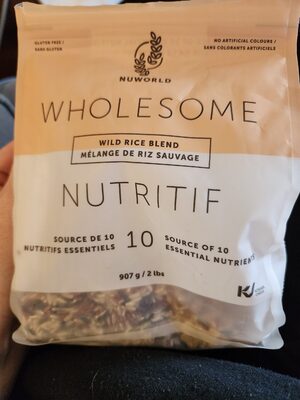 GLUTEN FREE /
SANS GLUTEN
NO ARTIFICIAL COLOURS /
SANS COLORANTS ARTIFICIELS
NUWORLD
WHOLESOME
WILD RICE BLEND
MÉLANGE DE RIZ SAUVAGE
NUTRITIF
SOURCE DE 10
NUTRITIFS ESSENTIELS
10
SOURCE OF 10
ESSENTIAL NUTRIENTS
907 g / 2 lbs